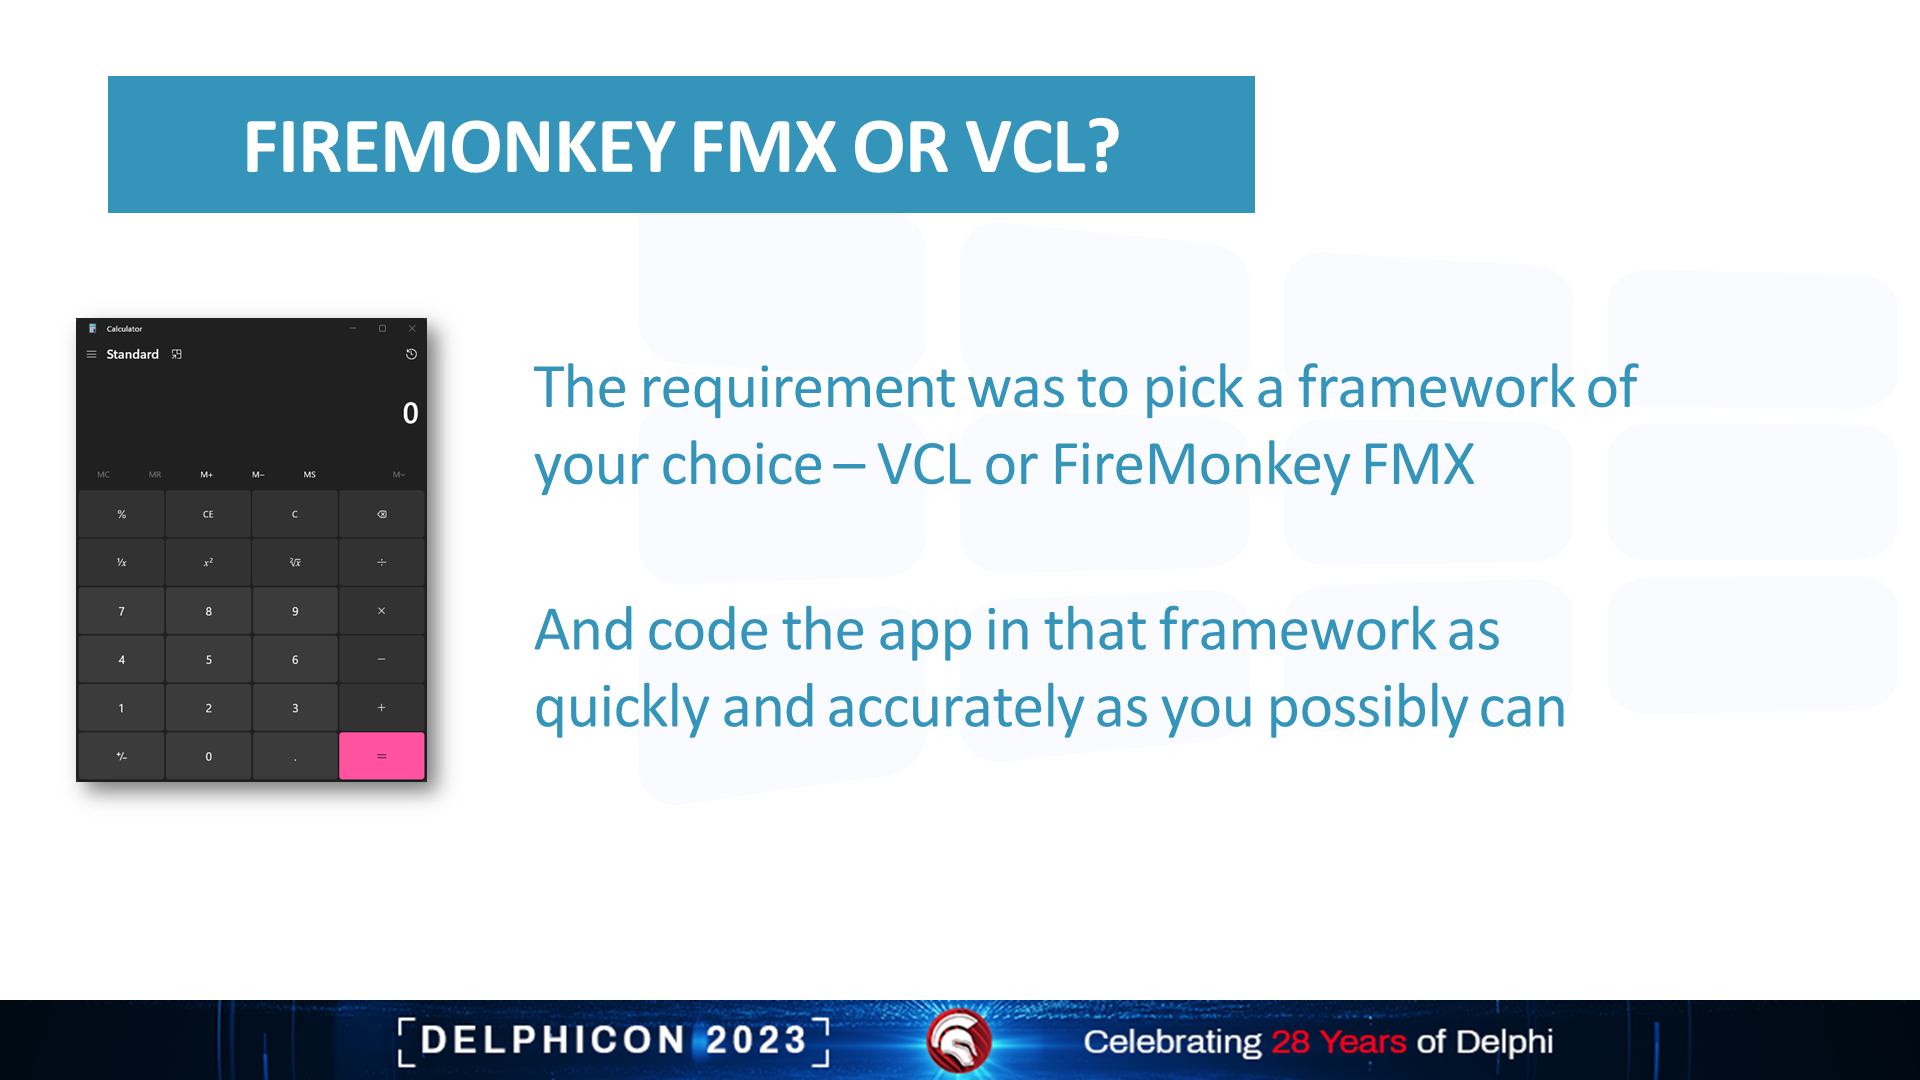 FIREMONKEY FMX OR VCL?
Calculator
Standard
0
MC MR M+ M− MS M˅
% CE C
¹⁄x x² ²√x ÷
7 8 9 ×
4 5 6 −
1 2 3 +
+/− 0 . =
The requirement was to pick a framework of
your choice – VCL or FireMonkey FMX
And code the app in that framework as
quickly and accurately as you possibly can
DELPHICON 2023
Celebrating 28 Years of Delphi